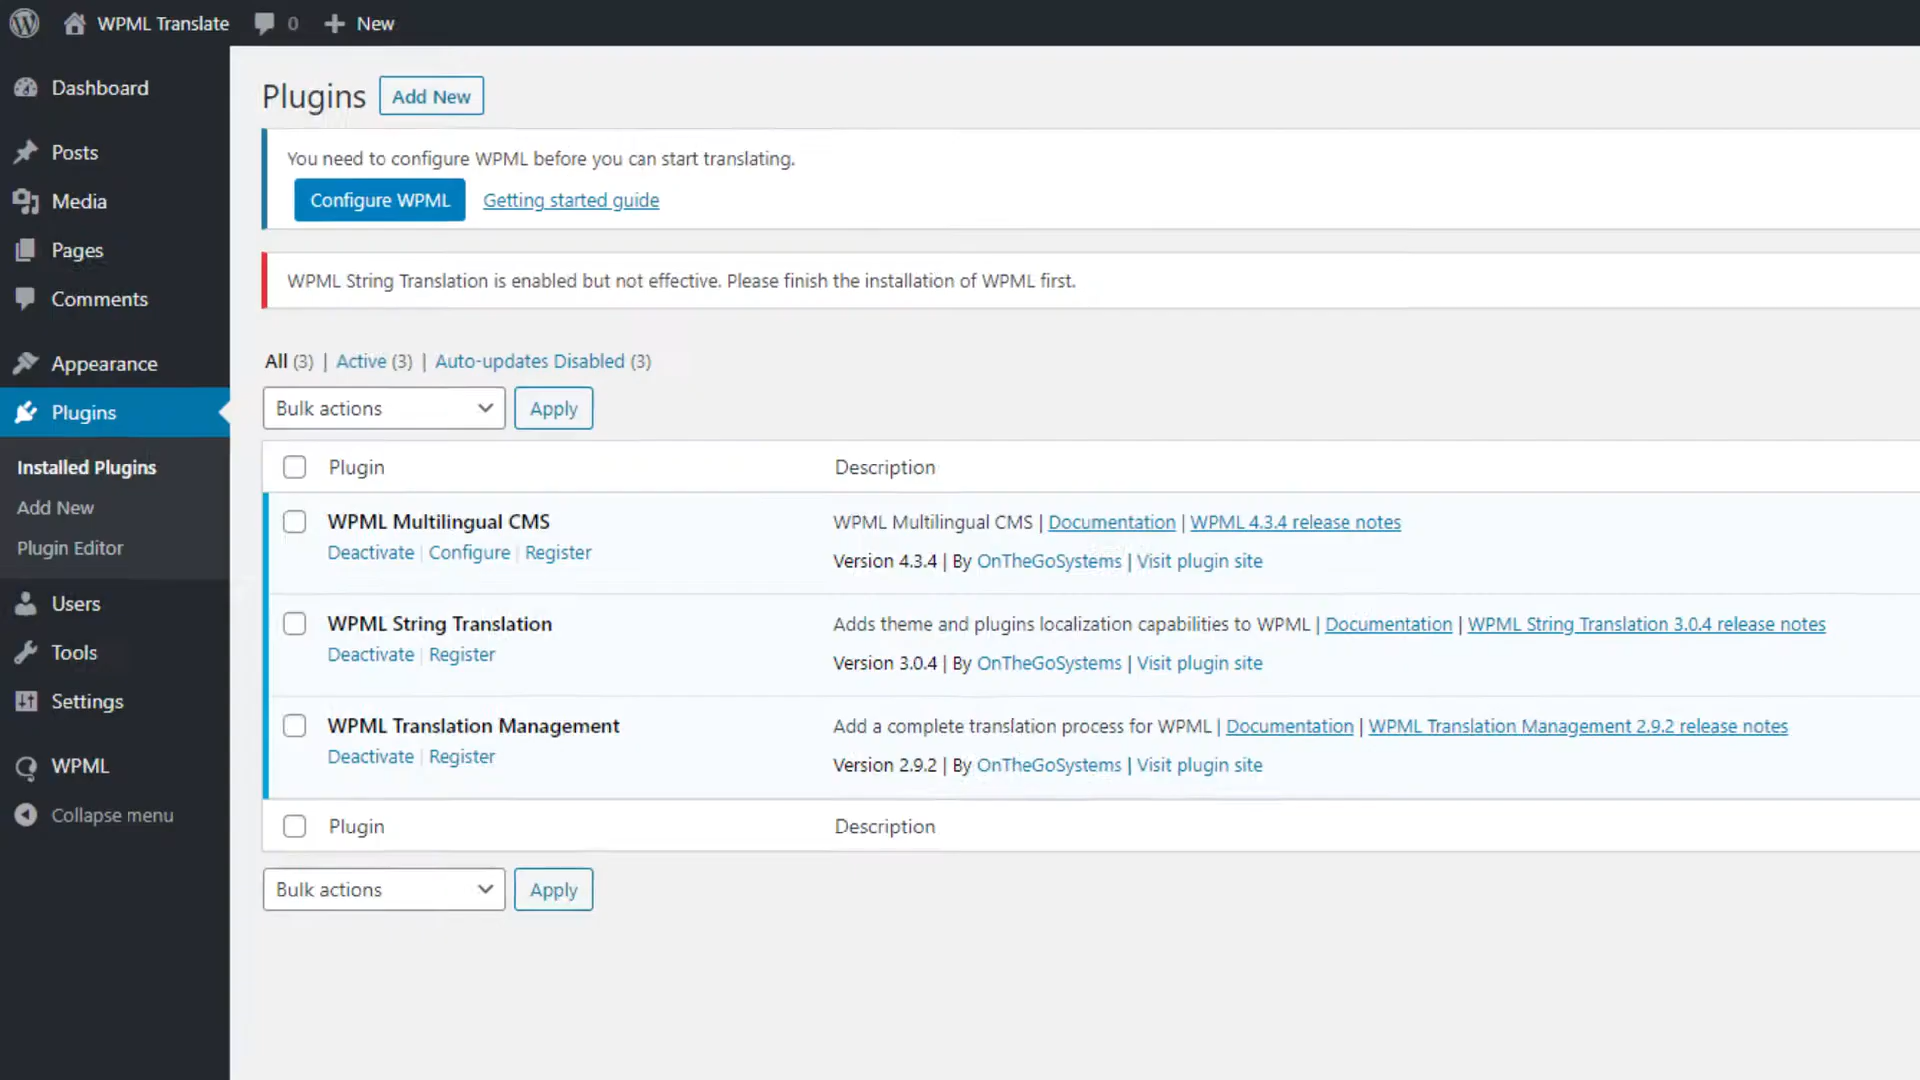 WPML Translate 0 New
Dashboard
Posts
Media
Pages
Comments
Appearance
Plugins
Installed Plugins
Add New
Plugin Editor
Users
Tools
Settings
WPML
Collapse menu
Plugins Add New
You need to configure WPML before you can start translating.
Configure WPML Getting started guide
WPML String Translation is enabled but not effective. Please finish the installation of WPML first.
All (3) | Active (3) | Auto-updates Disabled (3)
Bulk actions Apply
Plugin Description
WPML Multilingual CMS WPML Multilingual CMS | Documentation | WPML 4.3.4 release notes
Deactivate | Configure | Register Version 4.3.4 | By OnTheGoSystems | Visit plugin site
WPML String Translation Adds theme and plugins localization capabilities to WPML | Documentation | WPML String Translation 3.0.4 release notes
Deactivate | Register Version 3.0.4 | By OnTheGoSystems | Visit plugin site
WPML Translation Management Add a complete translation process for WPML | Documentation | WPML Translation Management 2.9.2 release notes
Deactivate | Register Version 2.9.2 | By OnTheGoSystems | Visit plugin site
Plugin Description
Bulk actions Apply